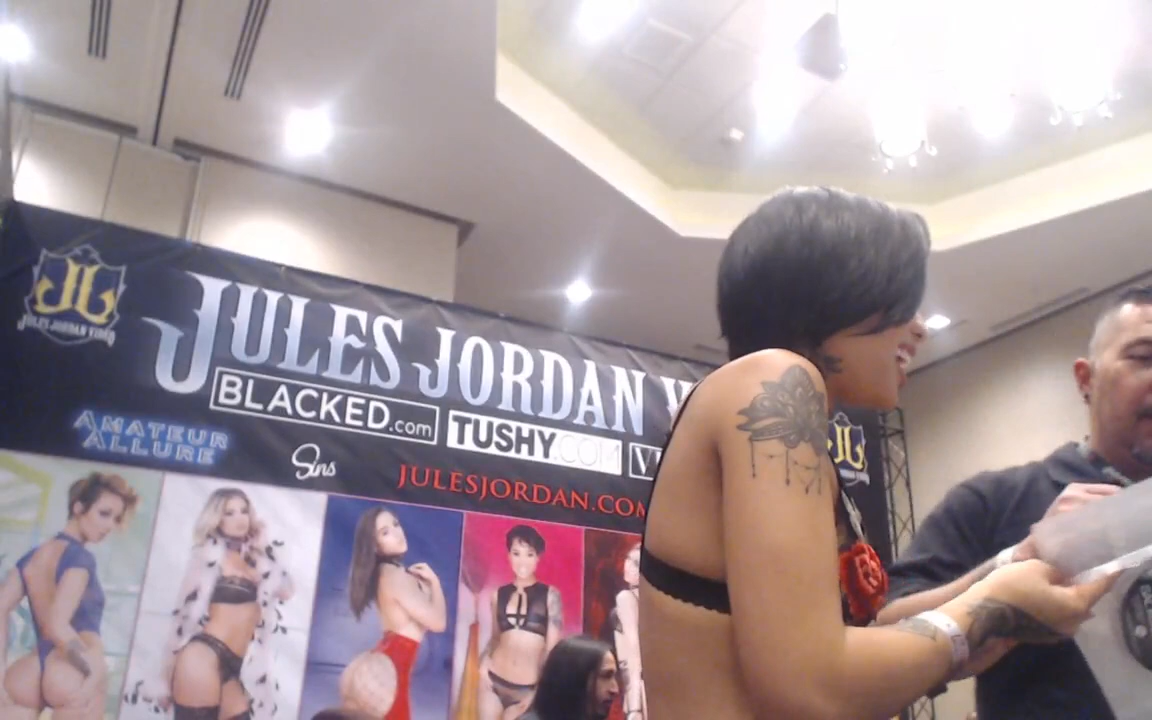 JL
JULES JORDAN VIDEO
JULES JORDAN V
BLACKED.com
TUSHY.COM
V
AMATEUR
ALLURE
Sins
JULESJORDAN.COM
JL